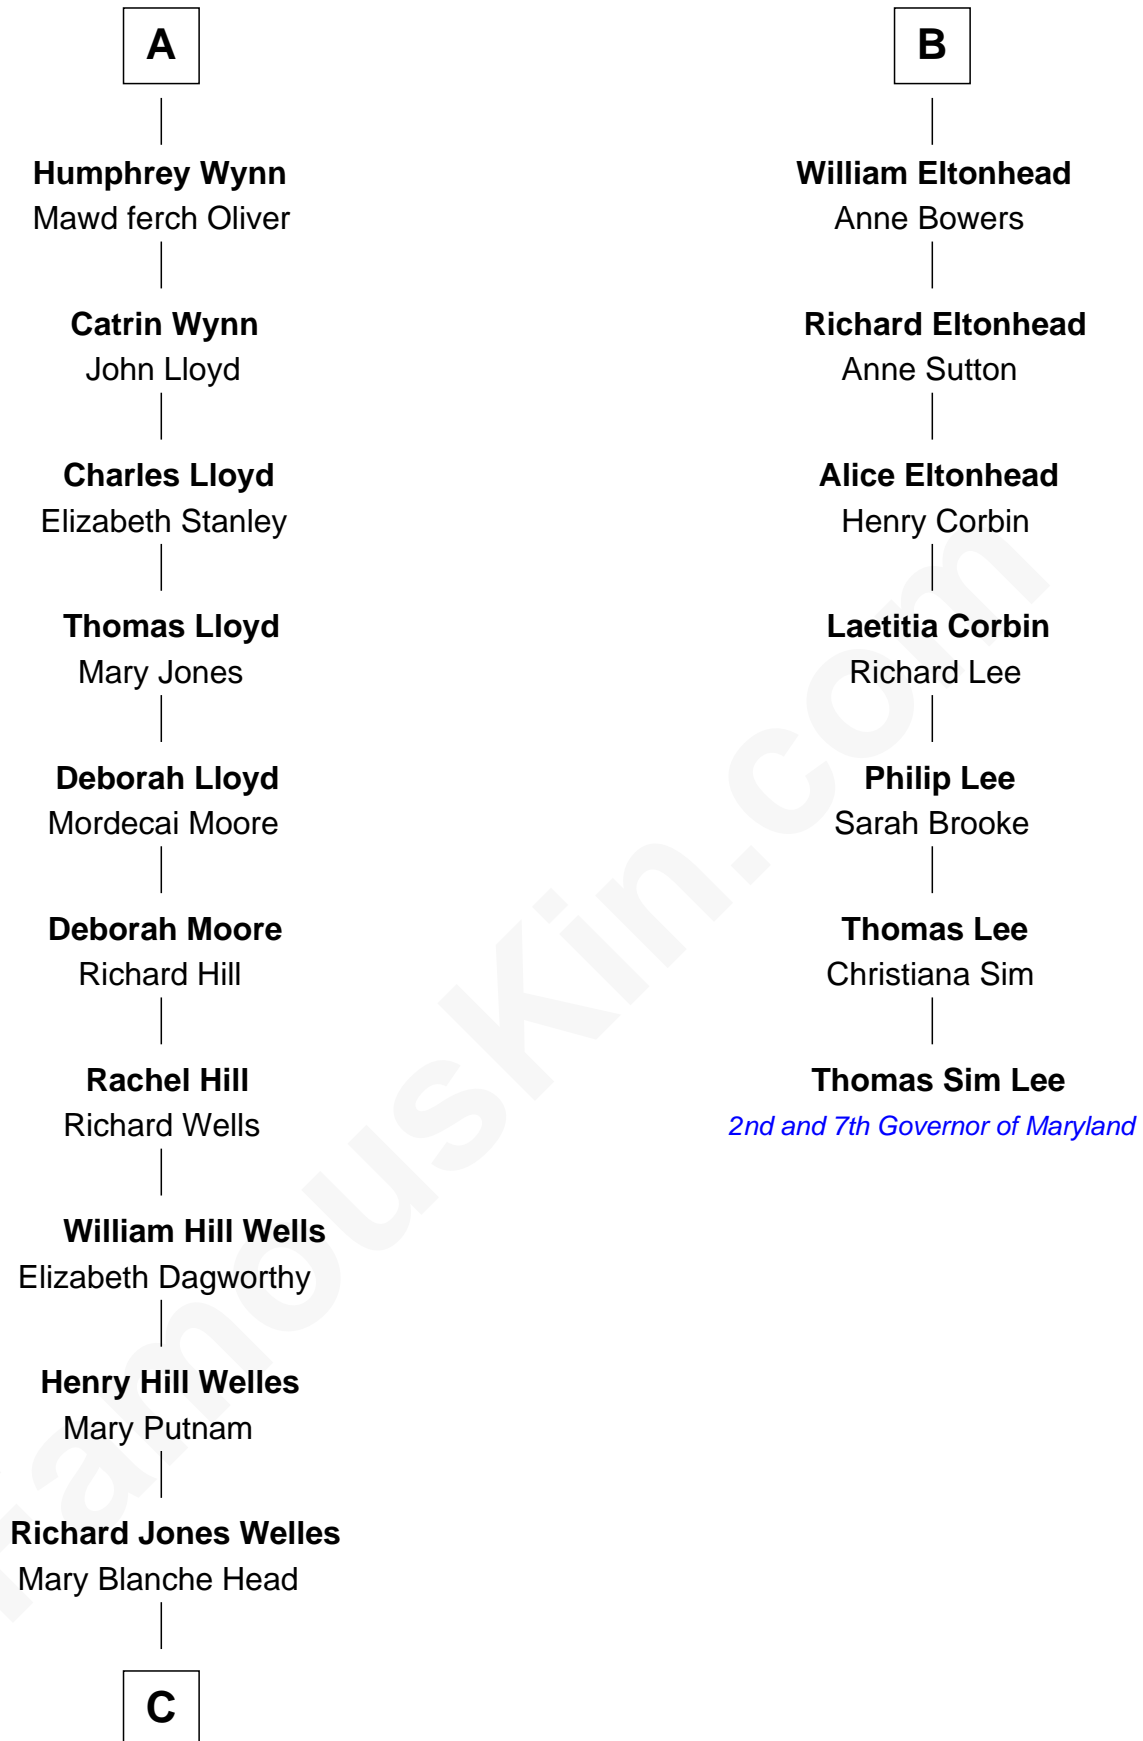 A
Humphrey Wynn
Mawd ferch Oliver
Catrin Wynn
John Lloyd
Charles Lloyd
Elizabeth Stanley
Thomas Lloyd
Mary Jones
Deborah Lloyd
Mordecai Moore
Deborah Moore
Richard Hill
Rachel Hill
Richard Wells
William Hill Wells
Elizabeth Dagworthy
Henry Hill Welles
Mary Putnam
Richard Jones Welles
Mary Blanche Head
C
B
William Eltonhead
Anne Bowers
Richard Eltonhead
Anne Sutton
Alice Eltonhead
Henry Corbin
Laetitia Corbin
Richard Lee
Philip Lee
Sarah Brooke
Thomas Lee
Christiana Sim
Thomas Sim Lee
2nd and 7th Governor of Maryland
FamousKin.com